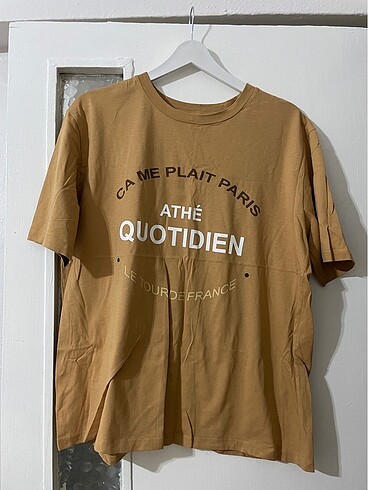 CA ME PLAIT PARIS
ATHÉ
QUOTIDIEN
LE TOUR DE FRANCE